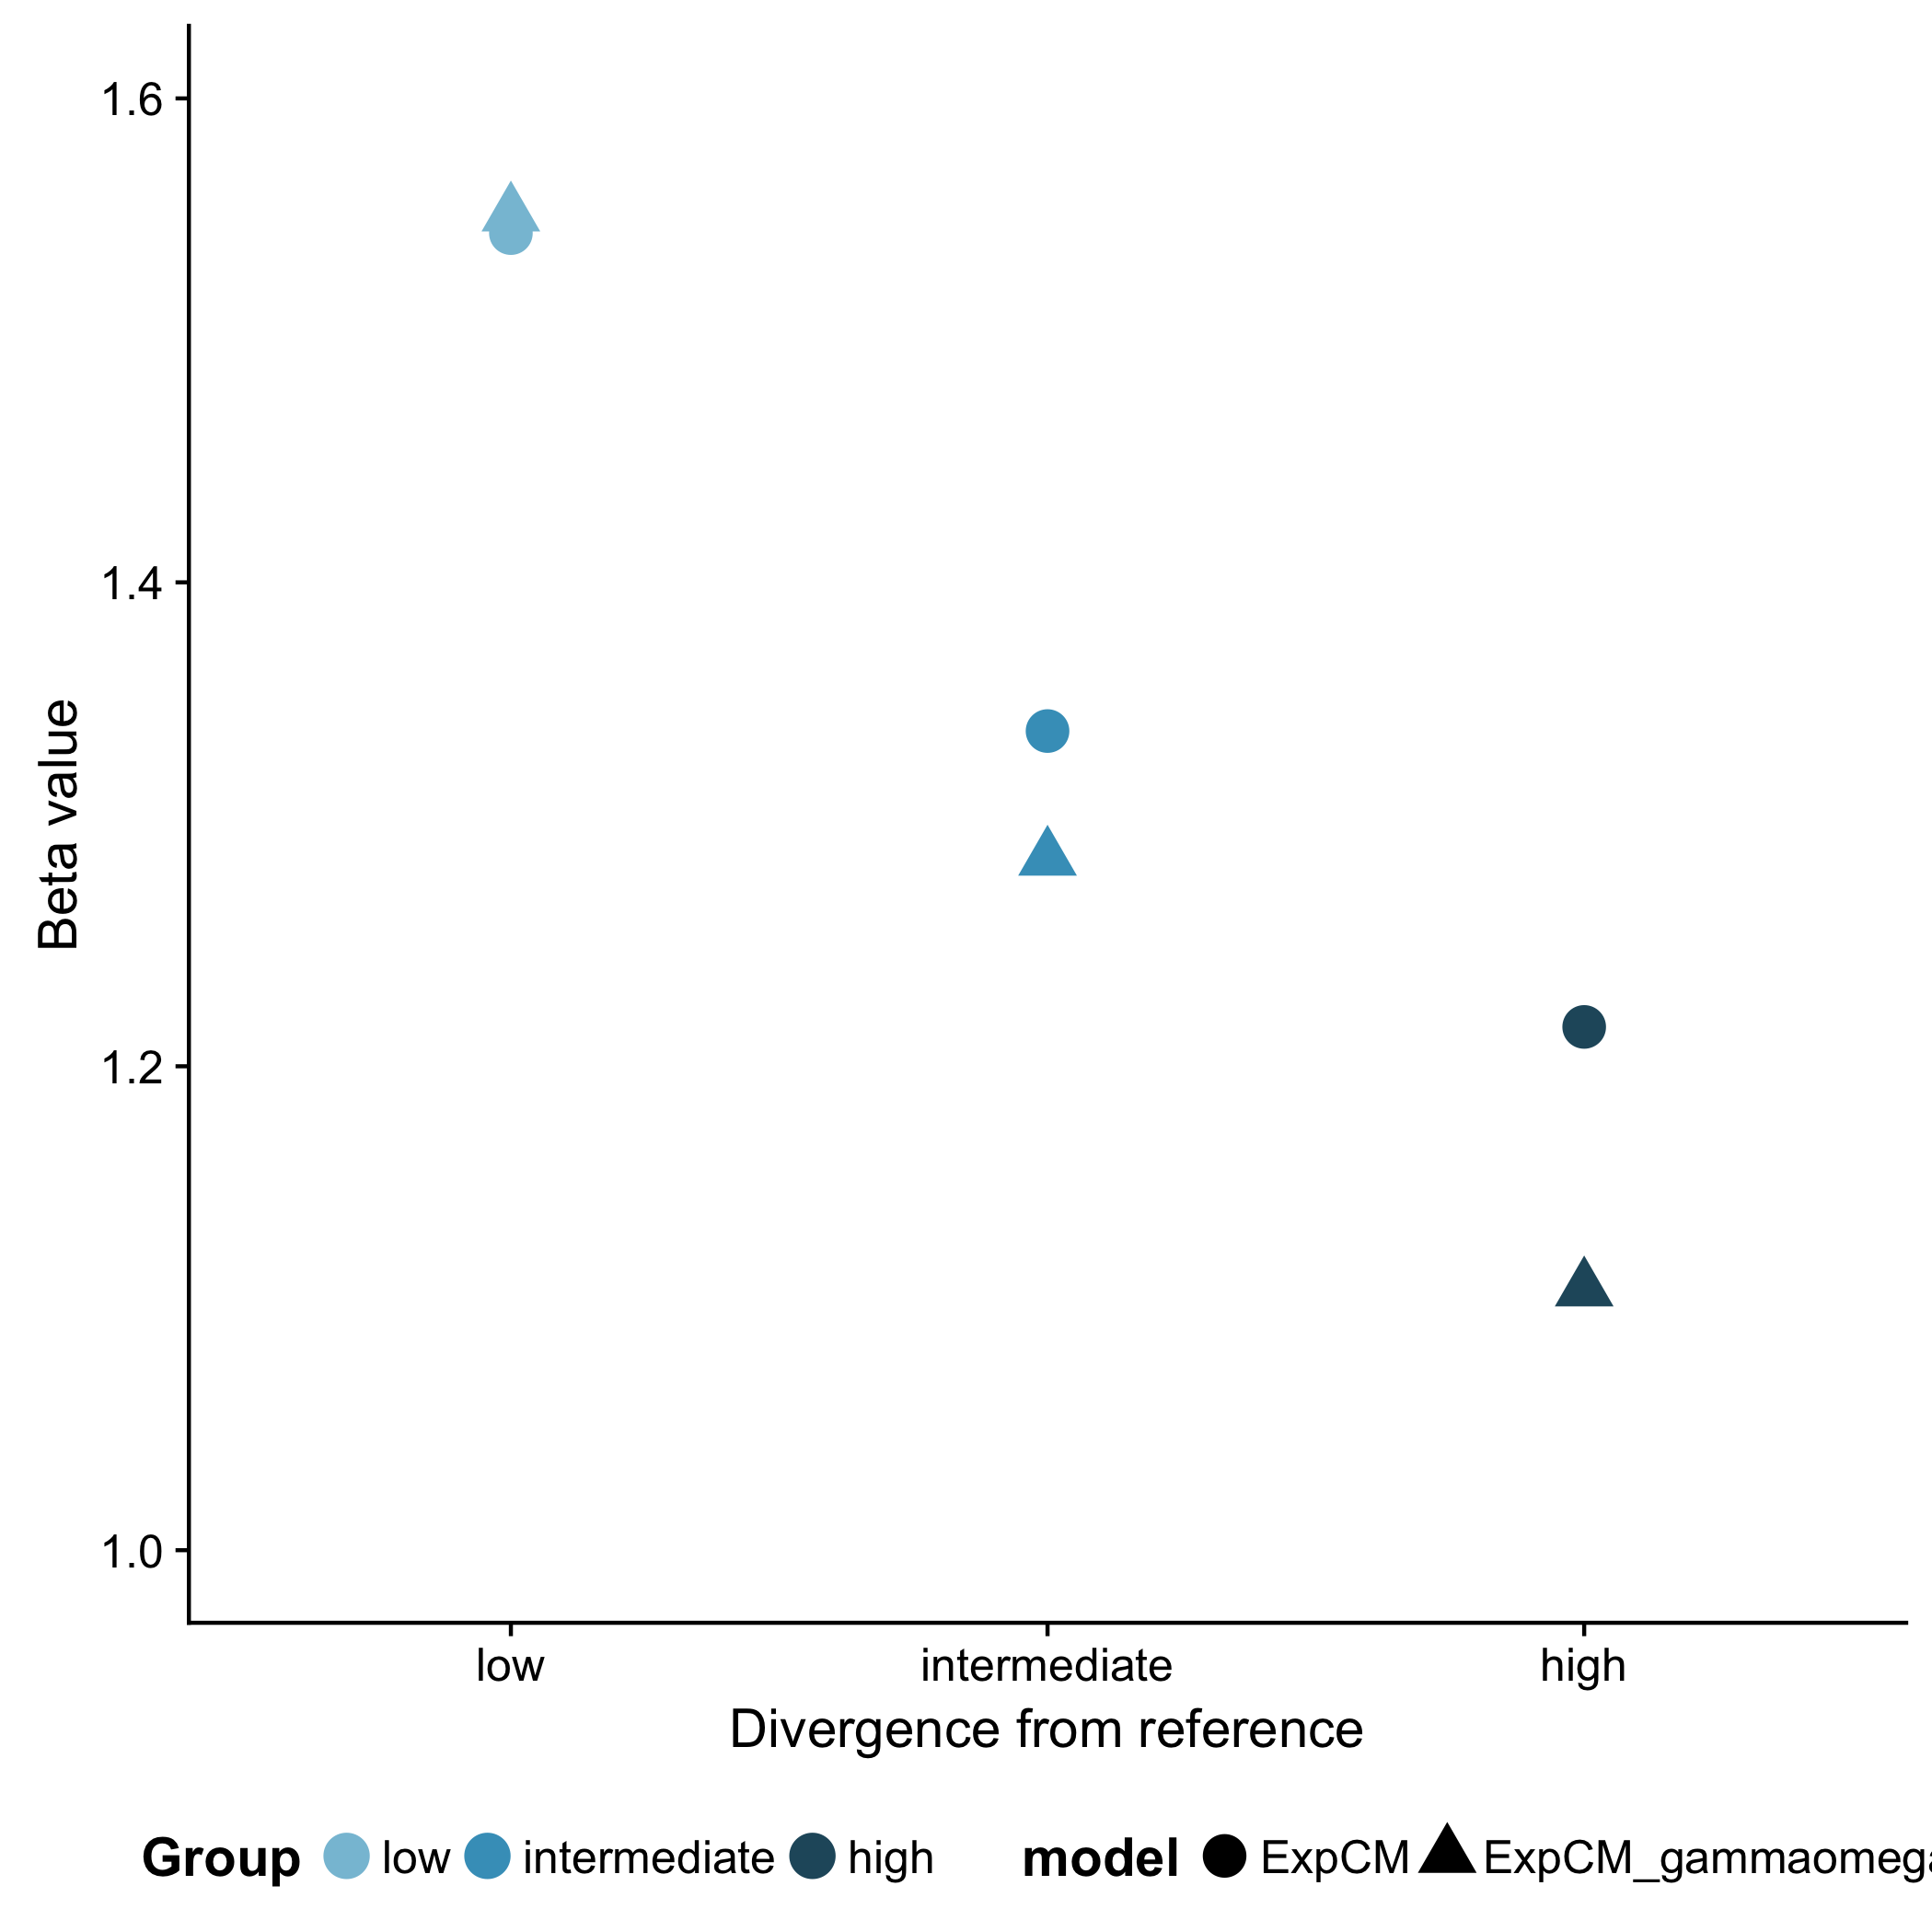 1.6
1.4
1.2
1.0
Beta value
low intermediate high
Divergence from reference
Group low intermediate high model ExpCM ExpCM_gammaomega